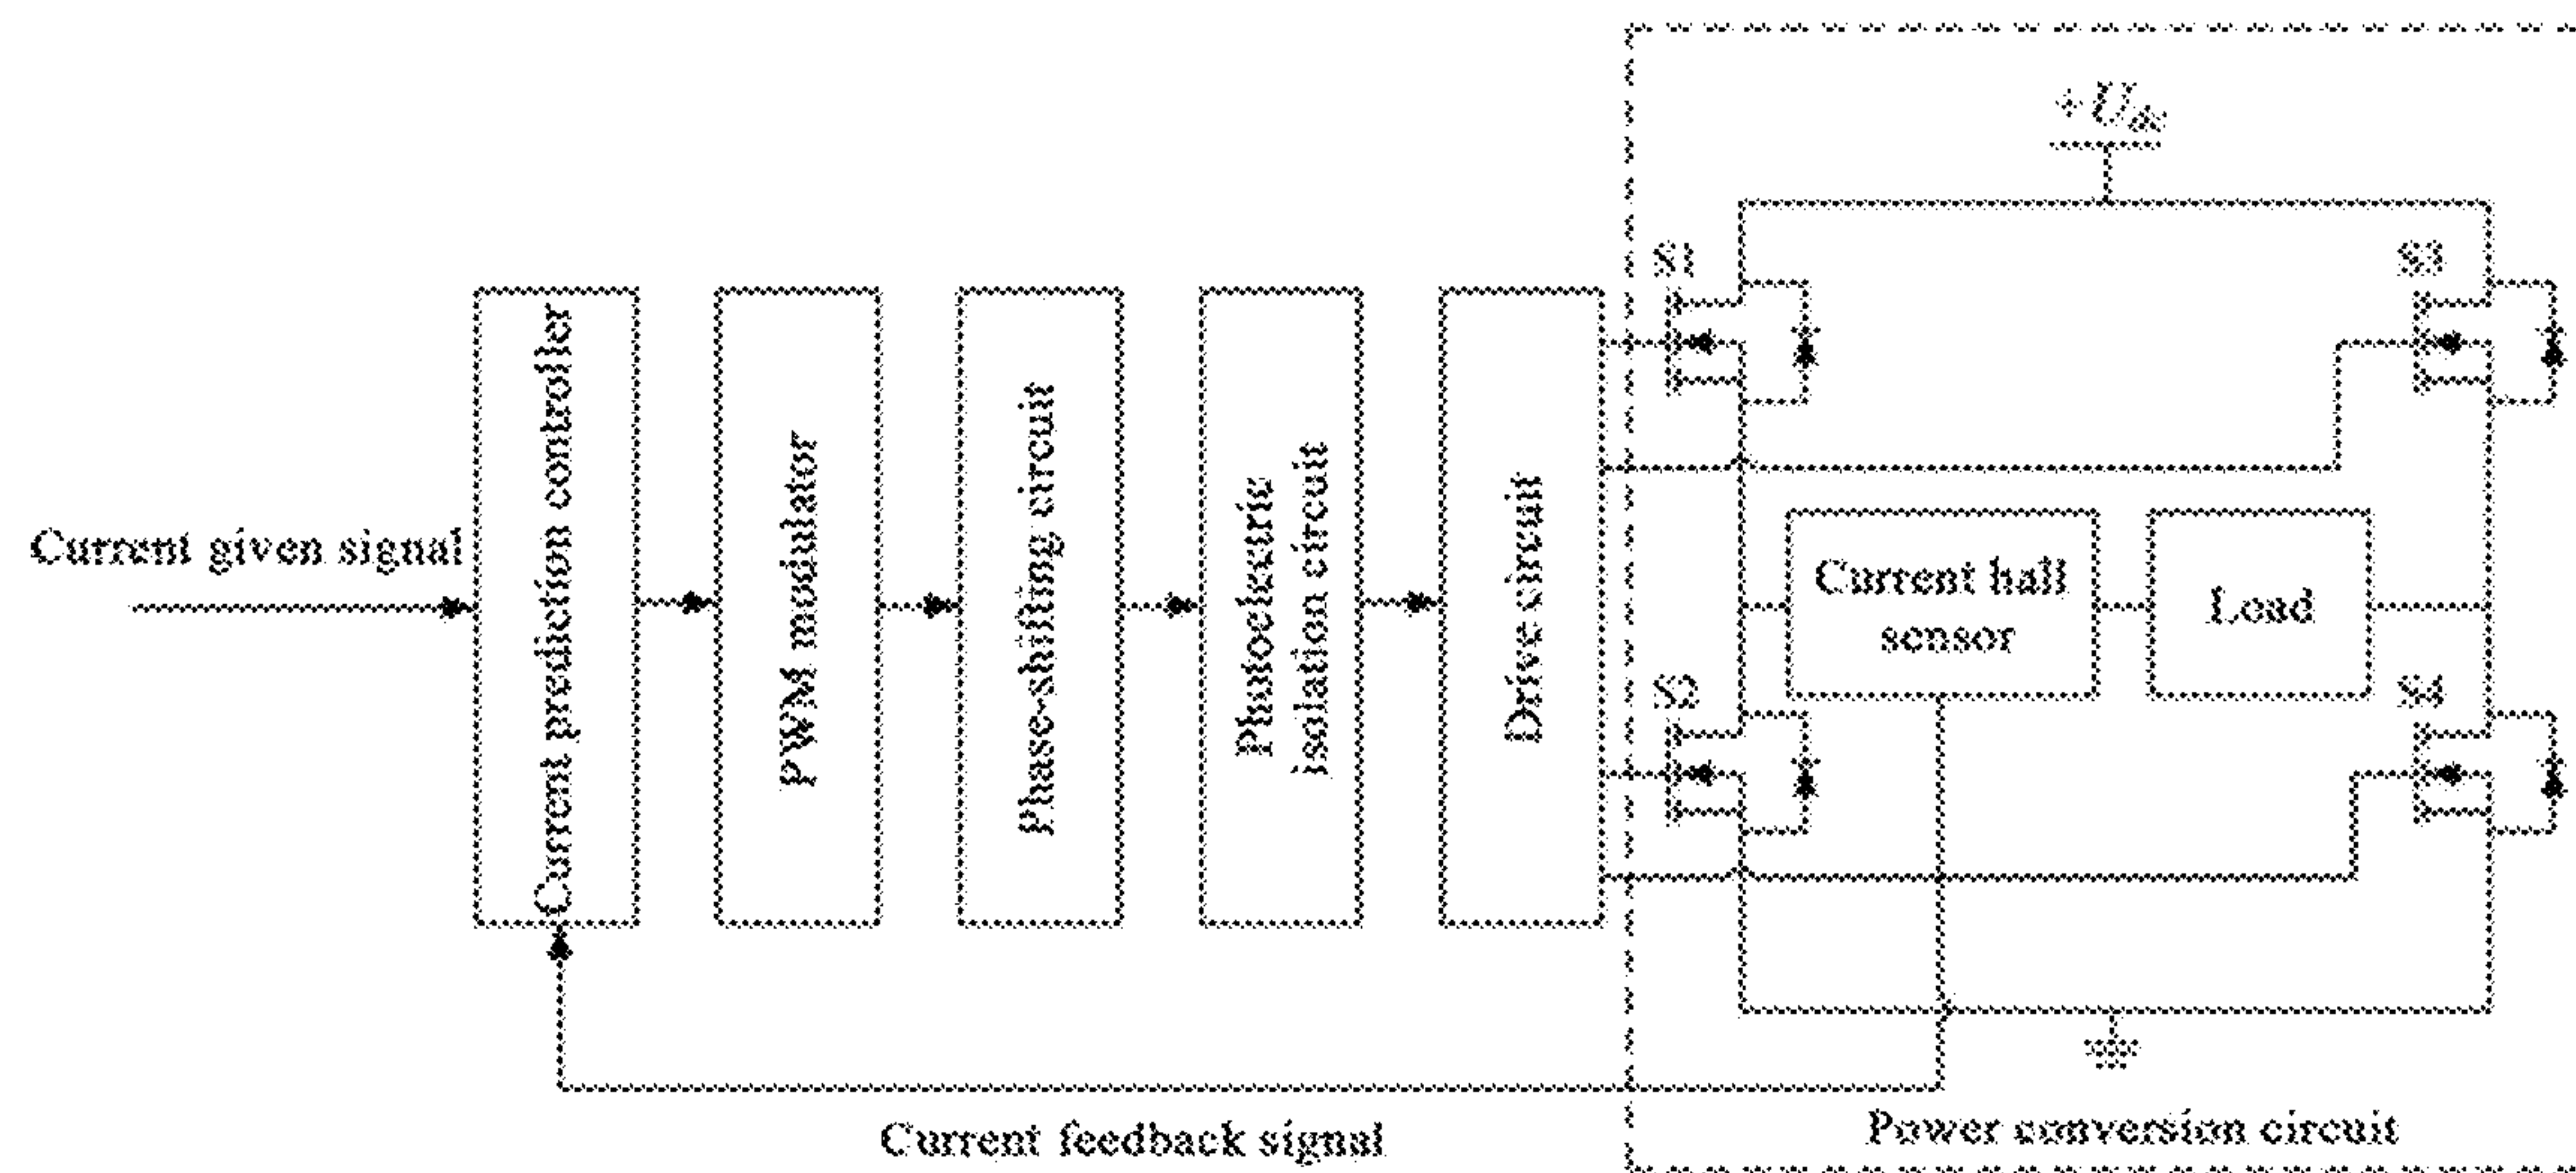 Current given signal
Current prediction controller
PWM modulator
Phase-shifting circuit
Photoelectric
isolation circuit
Drive circuit
+Udc
S1
S3
Current hall
sensor
Load
S2
S4
Current feedback signal
Power conversion circuit